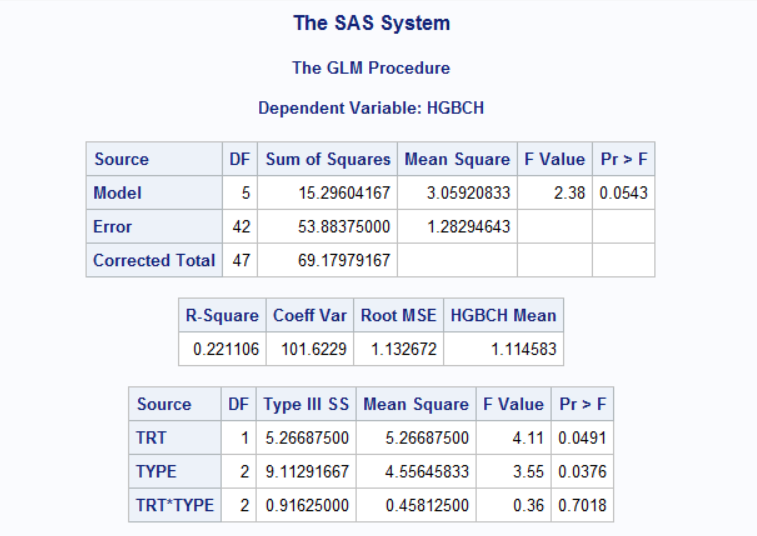 The SAS System
The GLM Procedure
Dependent Variable: HGBCH
Source DF Sum of Squares Mean Square F Value Pr > F
Model 5 15.29604167 3.05920833 2.38 0.0543
Error 42 53.88375000 1.28294643
Corrected Total 47 69.17979167
R-Square Coeff Var Root MSE HGBCH Mean
0.221106 101.6229 1.132672 1.114583
Source DF Type III SS Mean Square F Value Pr > F
TRT 1 5.26687500 5.26687500 4.11 0.0491
TYPE 2 9.11291667 4.55645833 3.55 0.0376
TRT*TYPE 2 0.91625000 0.45812500 0.36 0.7018